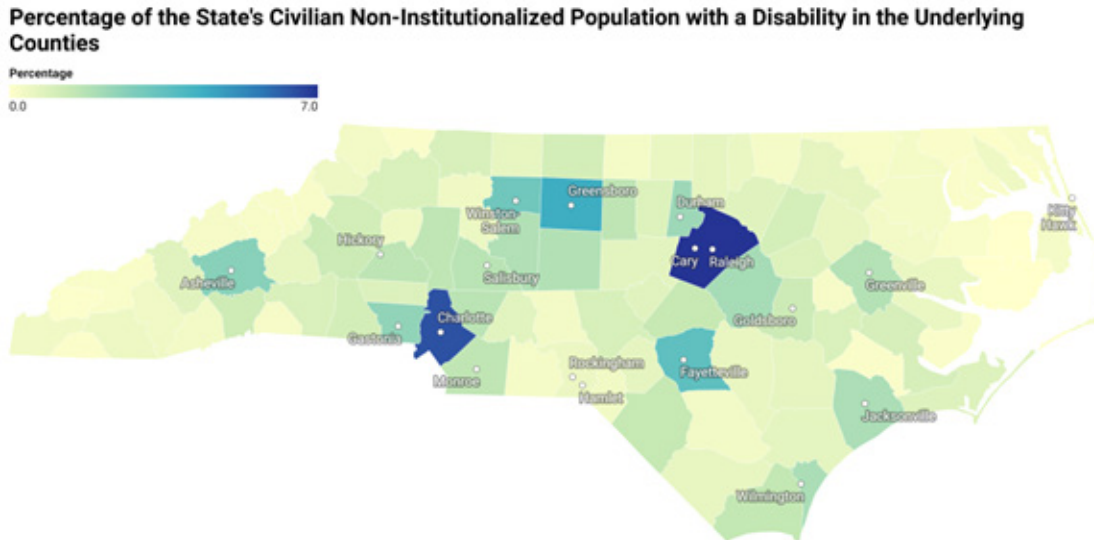 Percentage of the State's Civilian Non-Institutionalized Population with a Disability in the Underlying
Counties
Percentage
0.0 7.0
Greensboro
Winston-
Salem
Durham
Kitty
Hawk
Hickory
Cary Raleigh
Salisbury
Asheville
Greenville
Charlotte
Goldsboro
Gastonia
Rockingham
Fayetteville
Monroe
Hamlet
Jacksonville
Wilmington